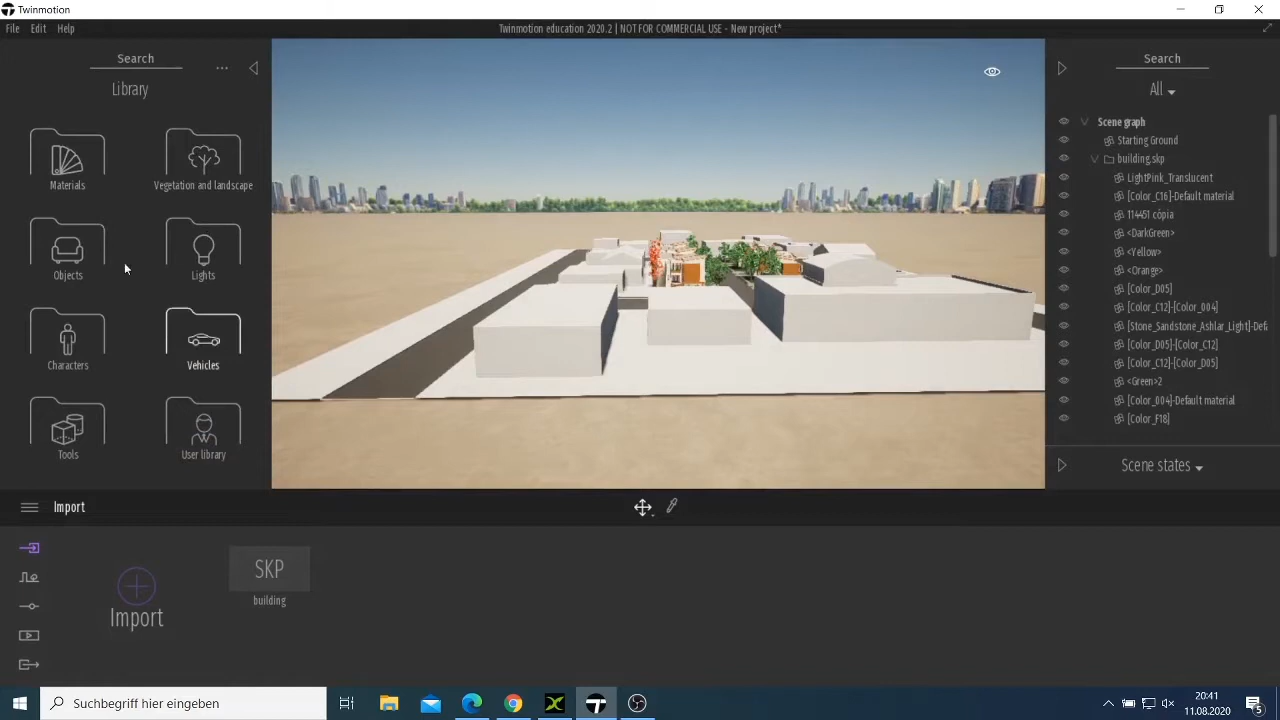 Twinmotion
File Edit Help
Twinmotion education 2020.2 | NOT FOR COMMERCIAL USE - New project*
Search
...
Library
Materials
Vegetation and landscape
Objects
Lights
Characters
Vehicles
Tools
User library
Search
All
Scene graph
Starting Ground
building.skp
LightPink_Translucent
[Color_C16]-Default material
114451 cópia
<DarkGreen>
<Yellow>
<Orange>
[Color_D05]
[Color_C12]-[Color_004]
[Stone_Sandstone_Ashlar_Light]-Defa
[Color_D05]-[Color_C12]
[Color_C12]-[Color_D05]
<Green>2
[Color_004]-Default material
[Color_F18]
Scene states
Import
Import
SKP
building
Suchbegriff hier eingeben
20:41
11.08.2020
5